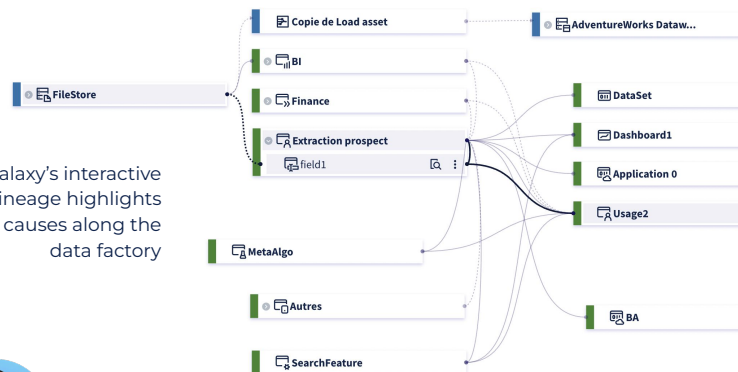 Copie de Load asset
AdventureWorks Dataw...
BI
FileStore
Finance
DataSet
Extraction prospect
Dashboard1
field1
Application 0
alaxy's interactive
ineage highlights
causes along the
data factory
Usage2
MetaAlgo
Autres
BA
SearchFeature